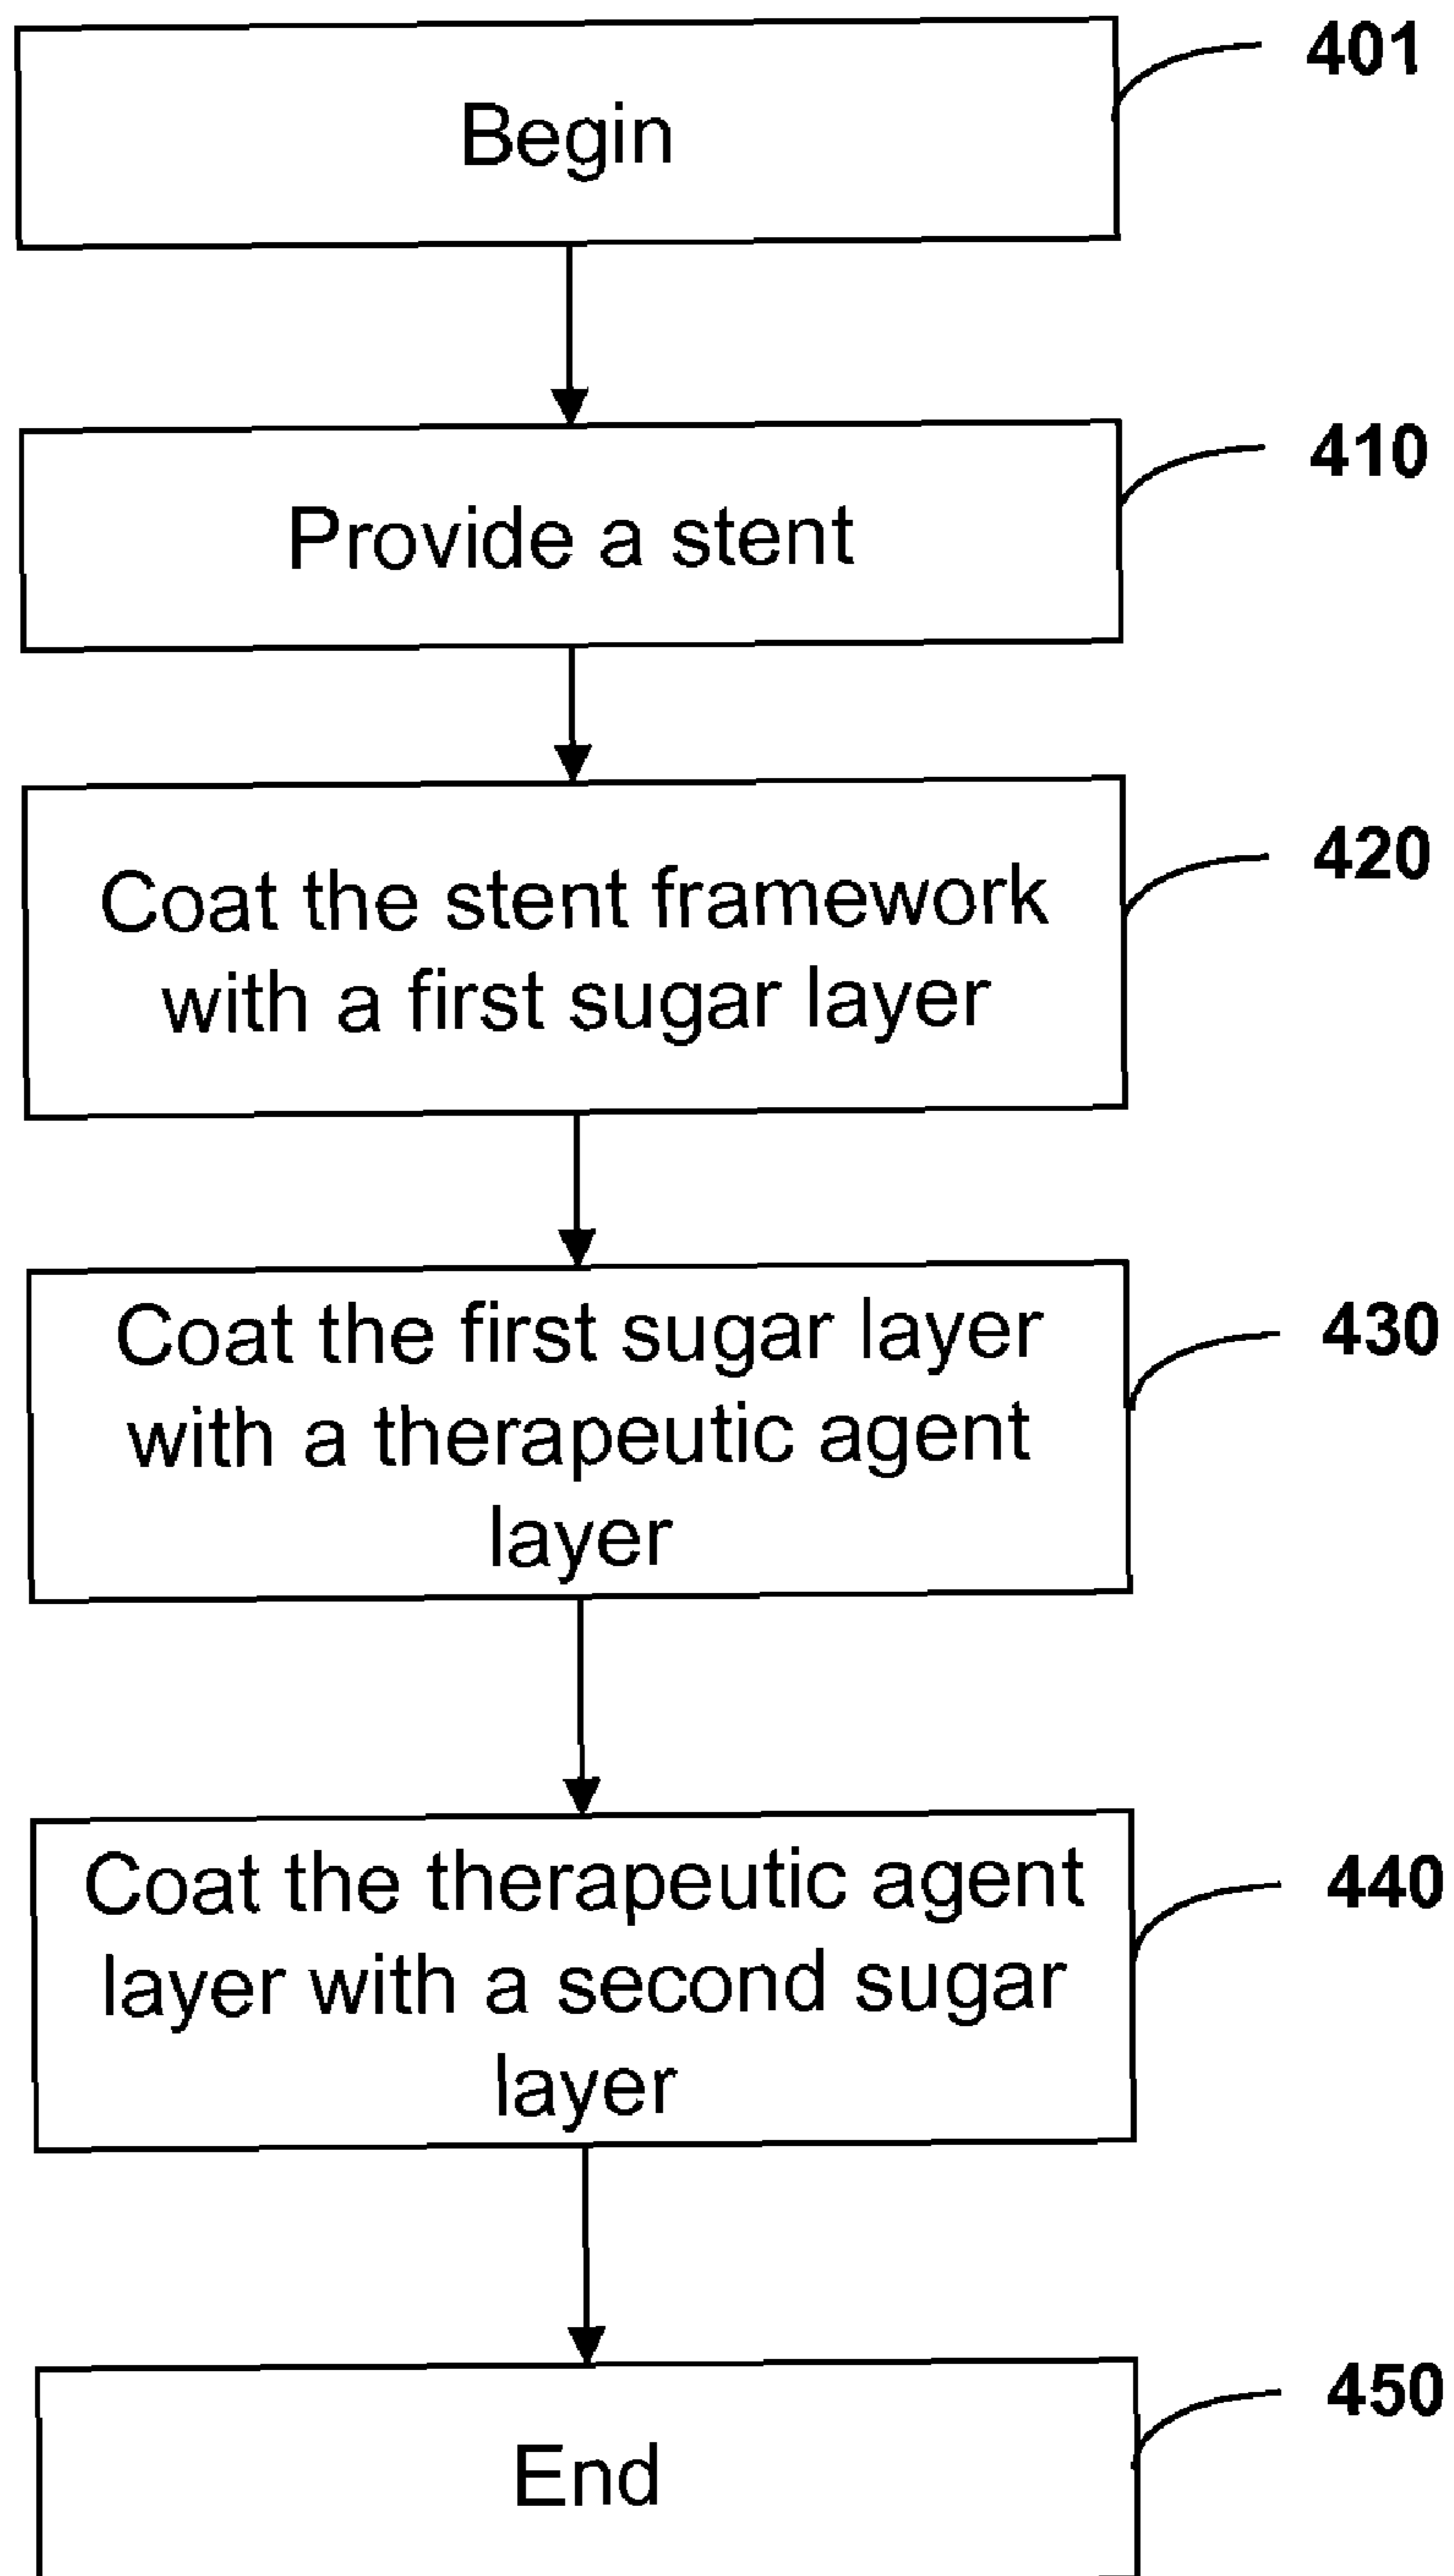 Begin
401
Provide a stent
410
Coat the stent framework
with a first sugar layer
420
Coat the first sugar layer
with a therapeutic agent
layer
430
Coat the therapeutic agent
layer with a second sugar
layer
440
End
450